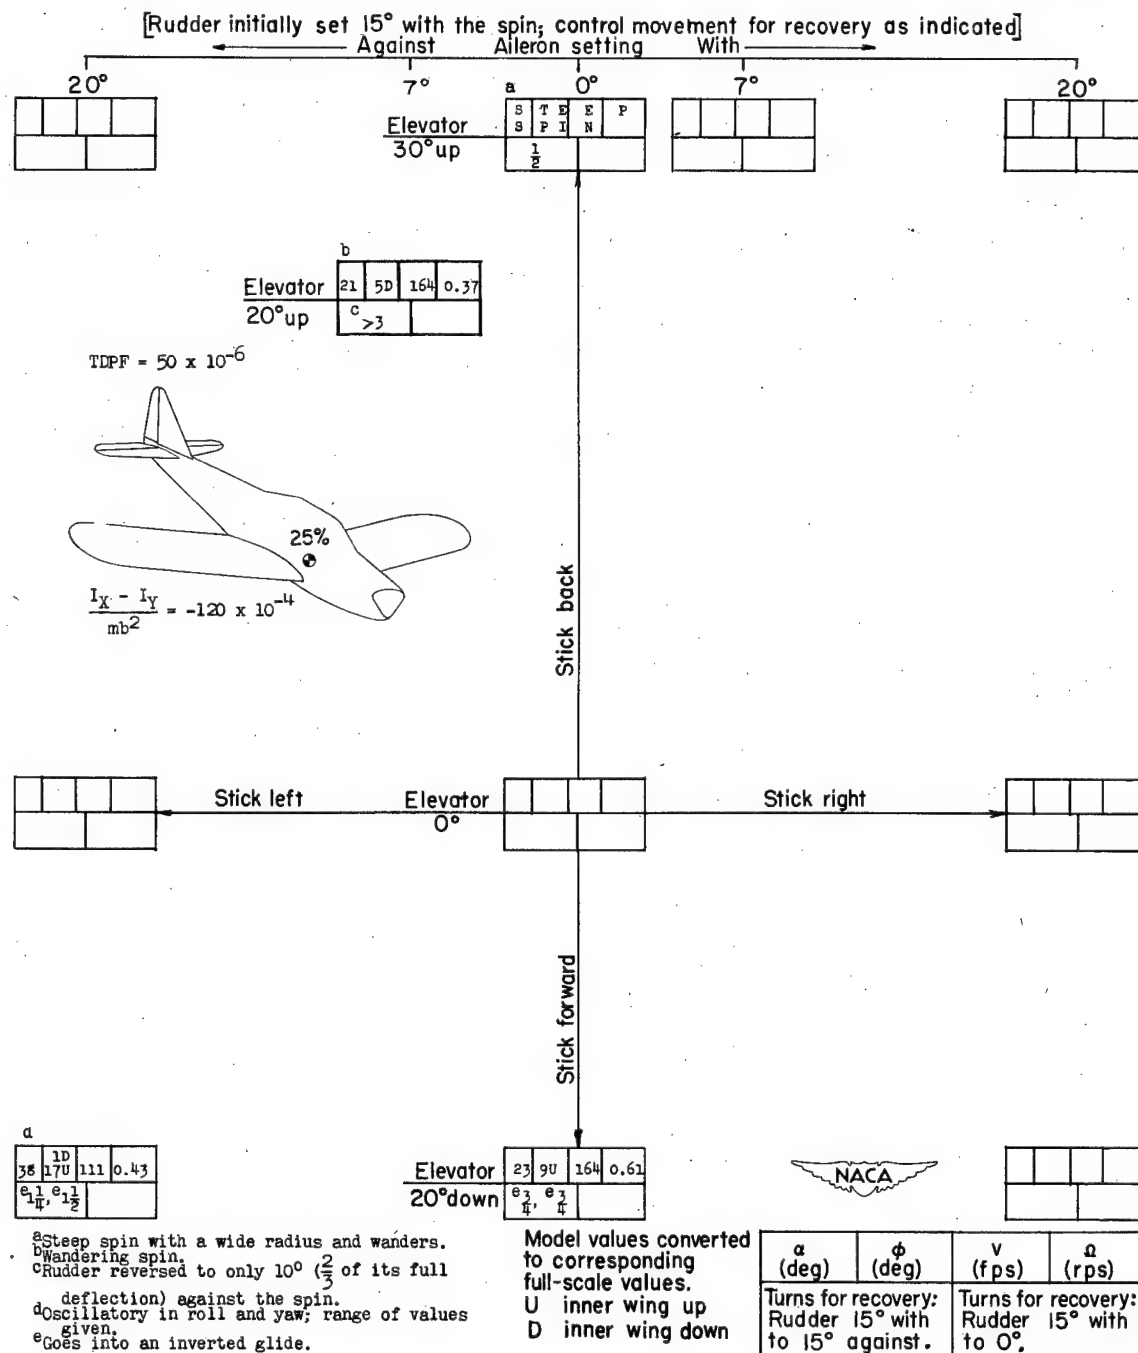 [Rudder initially set 15° with the spin; control movement for recovery as indicated]
Against Aileron setting With
20° 7° 0° 7° 20°
a
S T E E P
S P I N
Elevator
30° up
1/2
b
Elevator
20° up
21 5D 164 0.37
c >3
TDPF = 50 x 10-6
25%
IX - IY
mb2
= -120 x 10-4
Stick back
Stick left
Elevator
0°
Stick right
Stick forward
d
38 1D 17U 111 0.43
e1 1/4, e1 1/2
Elevator
20° down
23 9U 164 0.61
e3/4, e3/4
NACA
aSteep spin with a wide radius and wanders.
bWandering spin.
cRudder reversed to only 10° (2/3 of its full
deflection) against the spin.
dOscillatory in roll and yaw; range of values
given.
eGoes into an inverted glide.
Model values converted
to corresponding
full-scale values.
U inner wing up
D inner wing down
α (deg) ϕ (deg) V (fps) Ω (rps)
Turns for recovery:
Rudder 15° with
to 15° against.
Turns for recovery:
Rudder 15° with
to 0°.